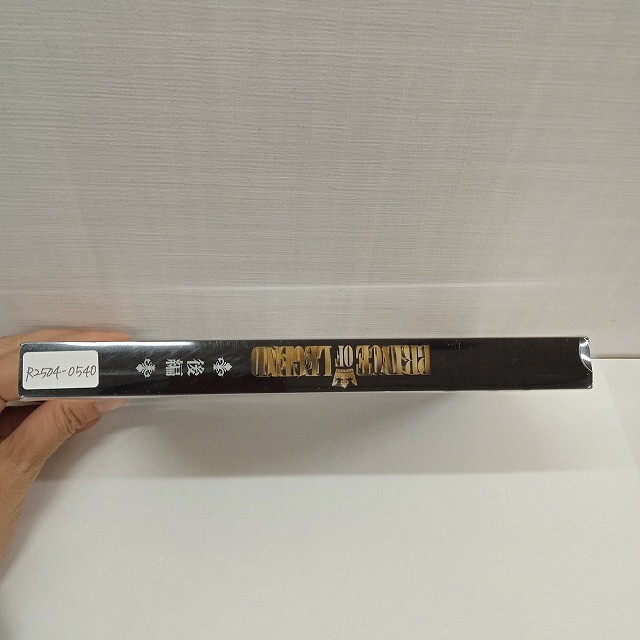 PRINCE OF LEGEND
後編
R2504-0540